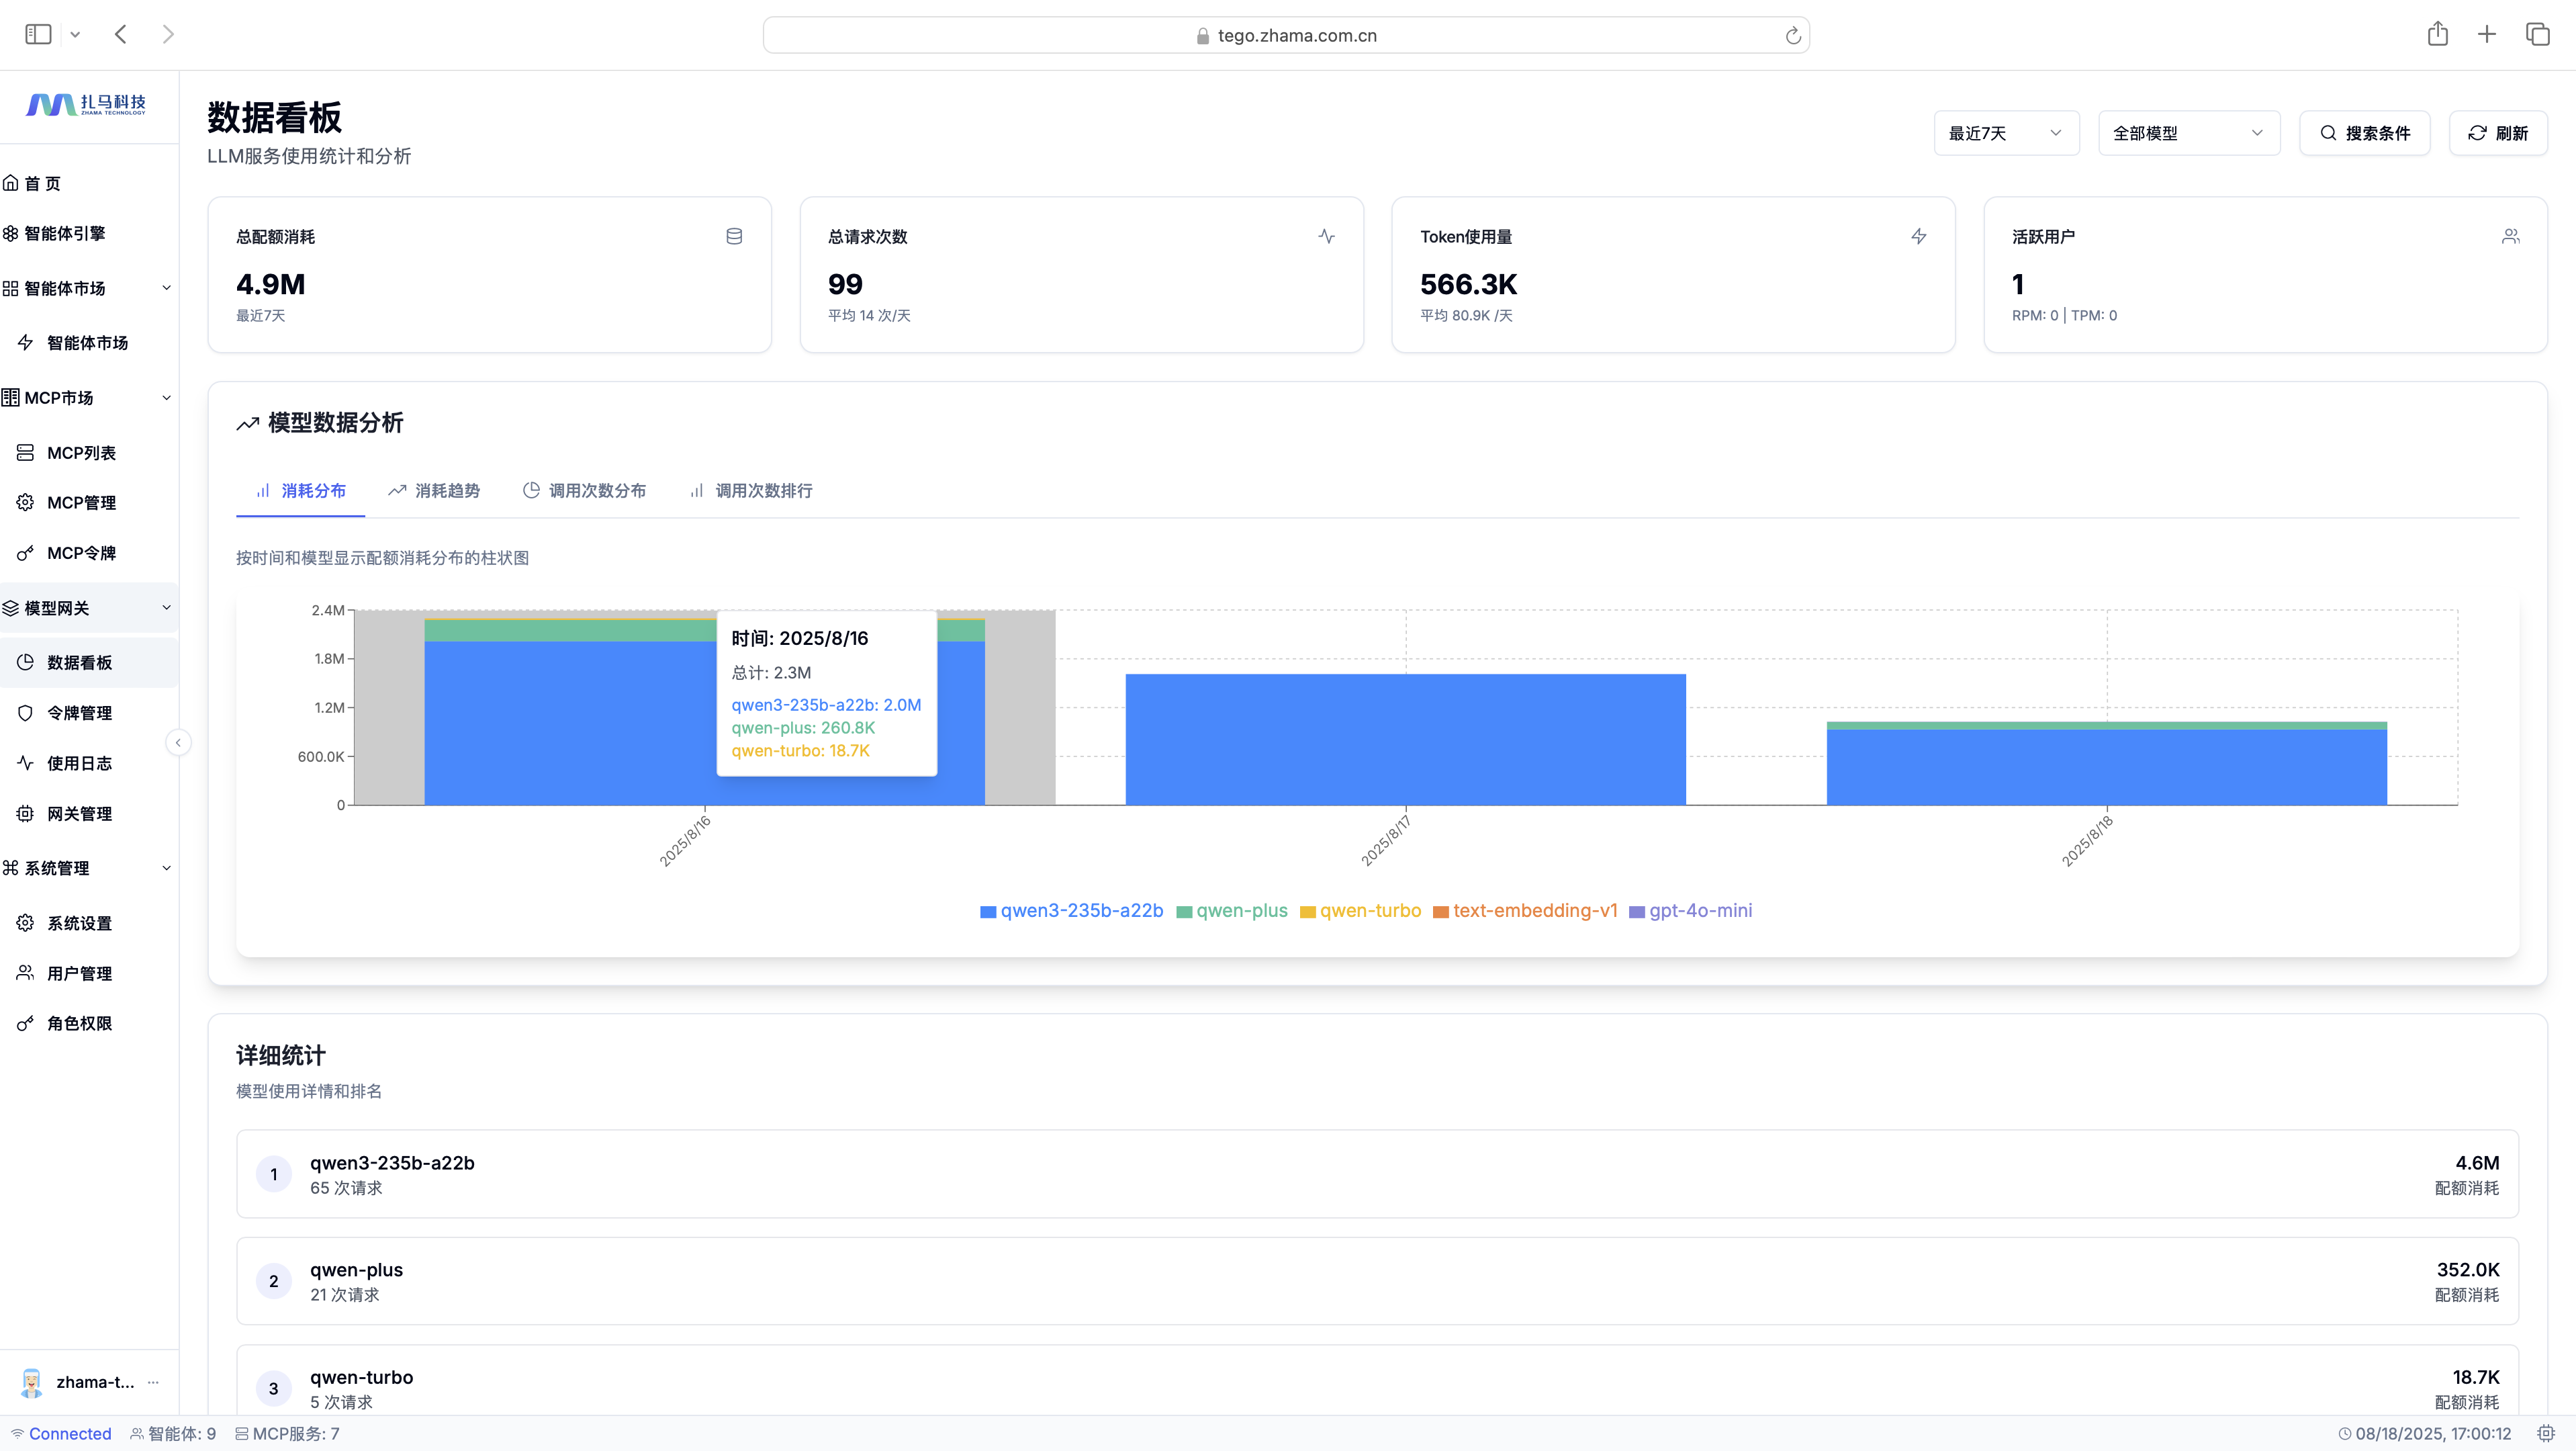 tego.zhama.com.cn
扎马科技
ZHAMA TECHNOLOGY
首 页
智能体引擎
智能体市场
智能体市场
MCP市场
MCP列表
MCP管理
MCP令牌
模型网关
数据看板
令牌管理
使用日志
网关管理
系统管理
系统设置
用户管理
角色权限
zhama-t... ...
数据看板
LLM服务使用统计和分析
最近7天
全部模型
搜索条件
刷新
总配额消耗
4.9M
最近7天
总请求次数
99
平均 14 次/天
Token使用量
566.3K
平均 80.9K /天
活跃用户
1
RPM: 0 | TPM: 0
模型数据分析
消耗分布
消耗趋势
调用次数分布
调用次数排行
按时间和模型显示配额消耗分布的柱状图
2.4M
1.8M
1.2M
600.0K
0
时间: 2025/8/16
总计: 2.3M
qwen3-235b-a22b: 2.0M
qwen-plus: 260.8K
qwen-turbo: 18.7K
2025/8/16
2025/8/17
2025/8/18
qwen3-235b-a22b
qwen-plus
qwen-turbo
text-embedding-v1
gpt-4o-mini
详细统计
模型使用详情和排名
1
qwen3-235b-a22b
65 次请求
4.6M
配额消耗
2
qwen-plus
21 次请求
352.0K
配额消耗
3
qwen-turbo
5 次请求
18.7K
配额消耗
Connected
智能体: 9
MCP服务: 7
08/18/2025, 17:00:12